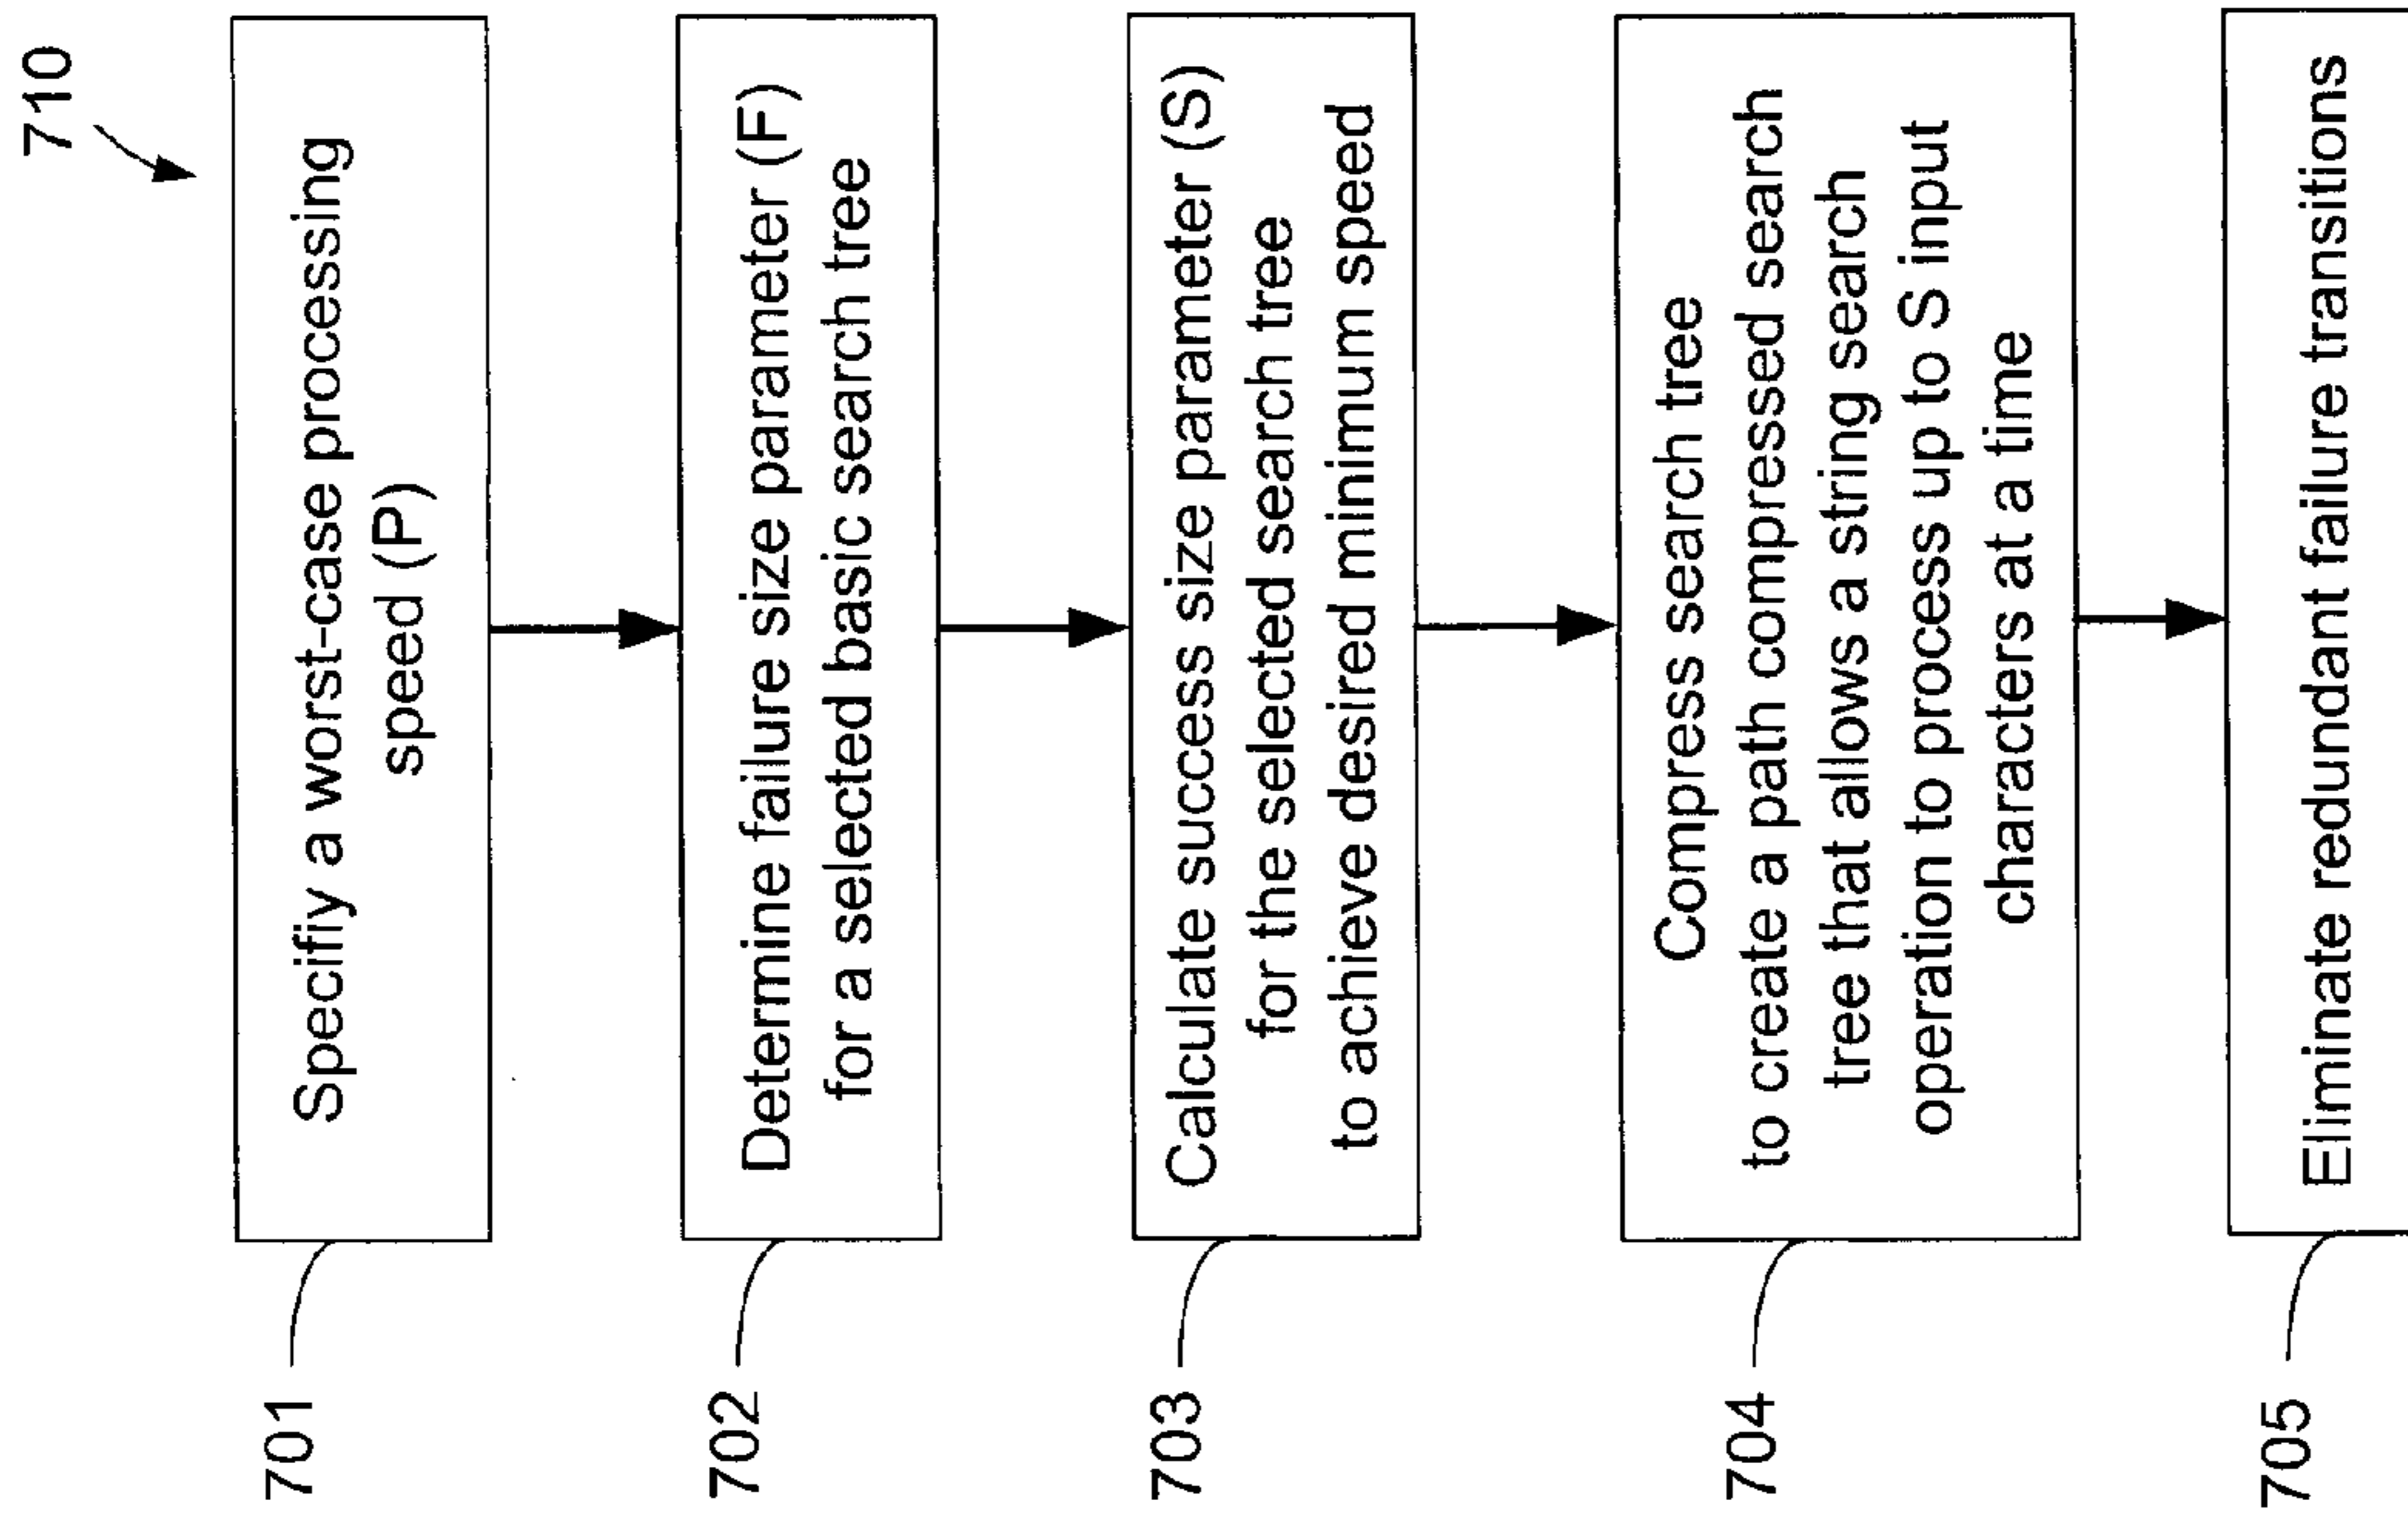 710
701
Specifiy a worst-case processing
speed (P)
702
Determine failure size parameter (F)
for a selected basic search tree
703
Calculate success size parameter (S)
for the selected search tree
to achieve desired minimum speed
704
Compress search tree
to create a path compressed search
tree that allows a string search
operation to process up to S input
characters at a time
705
Eliminate redundant failure transitions